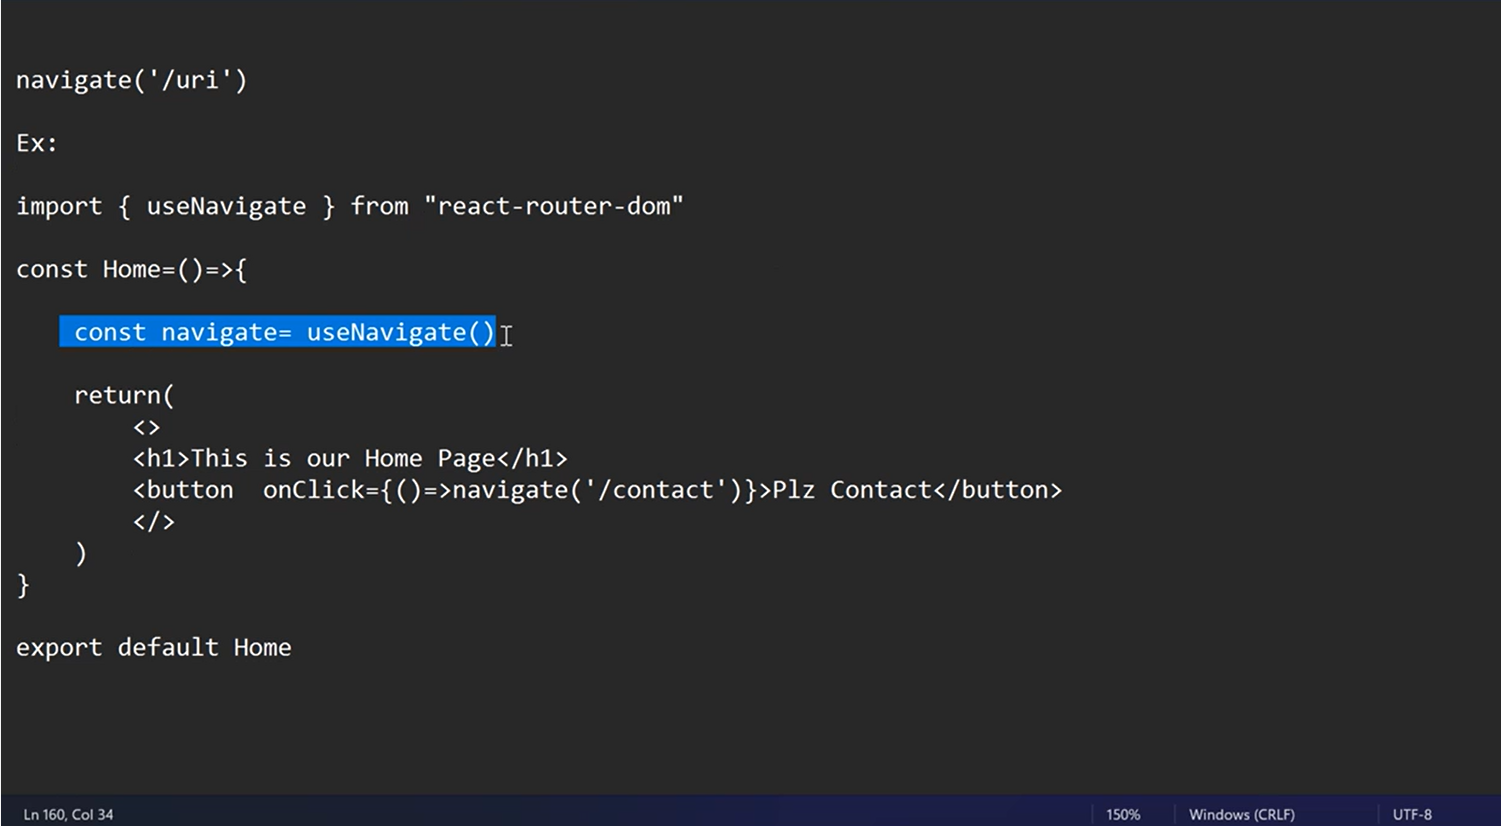 navigate('/uri')
Ex:
import { useNavigate } from "react-router-dom"
const Home=()=>{
const navigate= useNavigate()
return(
<>
<h1>This is our Home Page</h1>
<button  onClick={()=>navigate('/contact')}>Plz Contact</button>
</>
)
}
export default Home
Ln 160, Col 34
150%
Windows (CRLF)
UTF-8